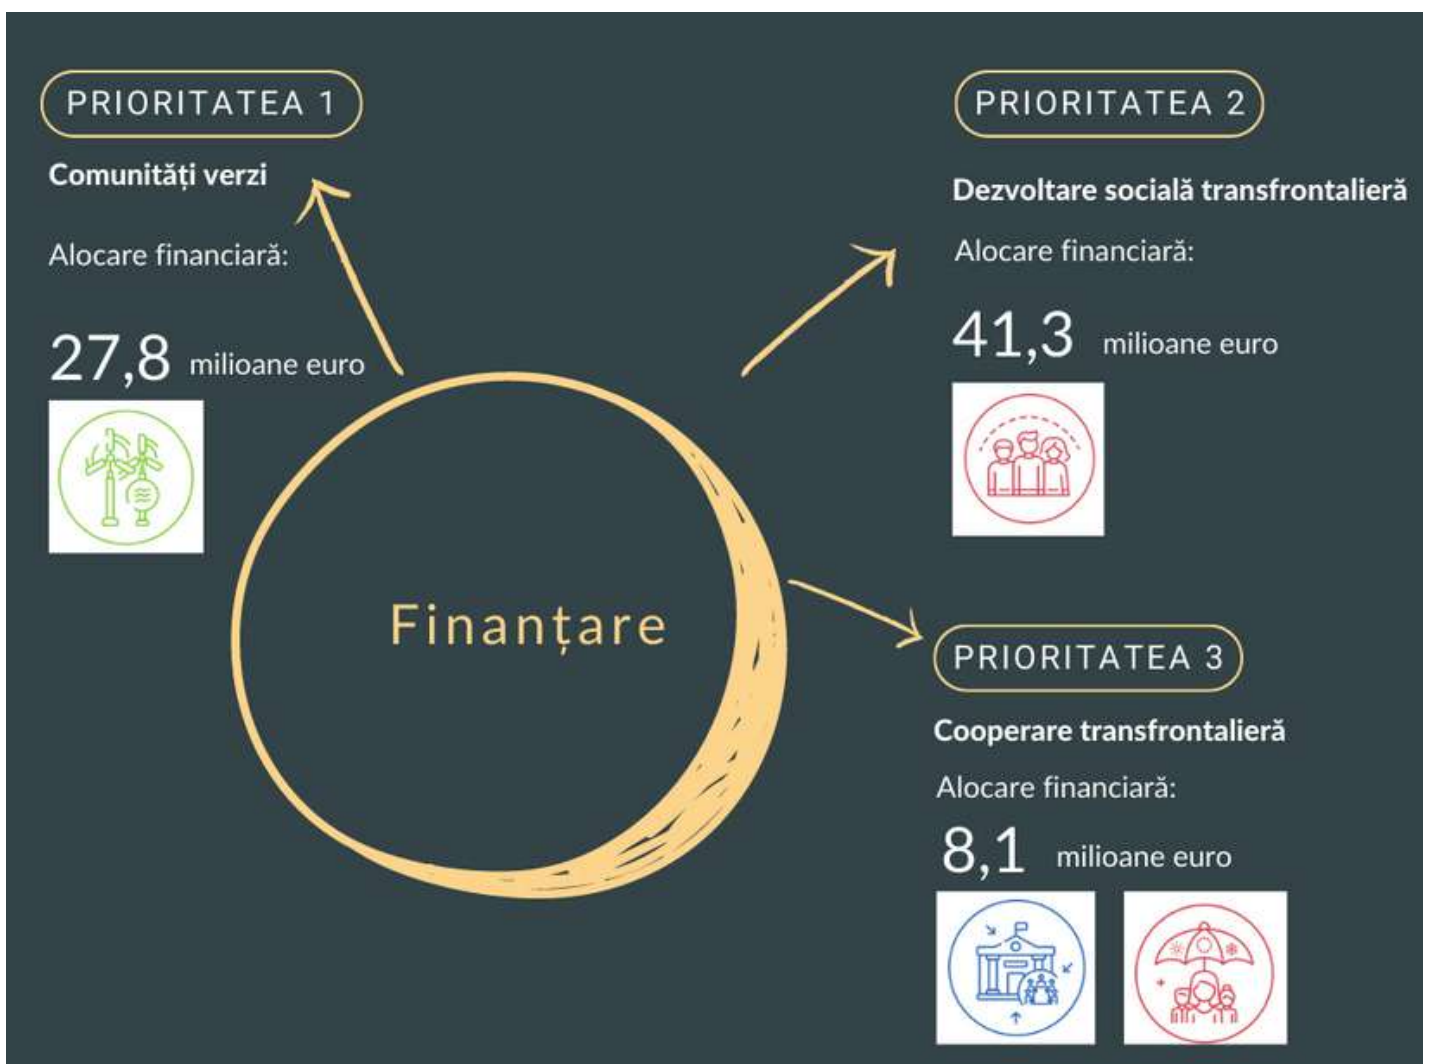 PRIORITATEA 1
Comunități verzi
Alocare financiară:
27,8 milioane euro
PRIORITATEA 2
Dezvoltare socială transfrontalieră
Alocare financiară:
41,3 milioane euro
Finanțare
PRIORITATEA 3
Cooperare transfrontalieră
Alocare financiară:
8,1 milioane euro